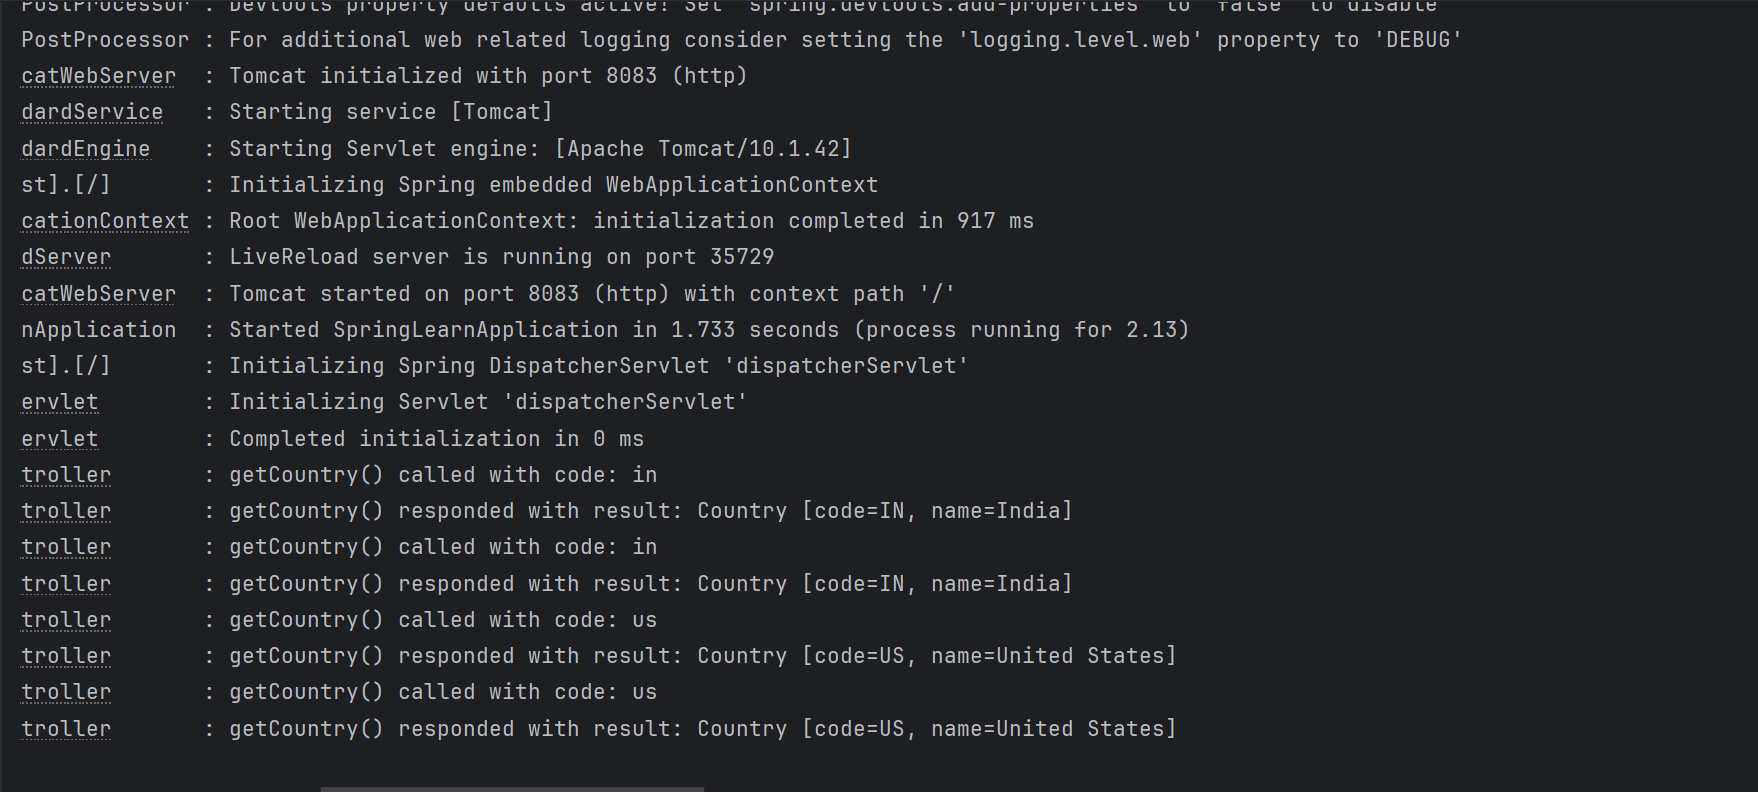 PostProcessor : Devtools property defaults active! Set 'spring.devtools.add-properties' to 'false' to disable
PostProcessor : For additional web related logging consider setting the 'logging.level.web' property to 'DEBUG'
catWebServer : Tomcat initialized with port 8083 (http)
dardService : Starting service [Tomcat]
dardEngine : Starting Servlet engine: [Apache Tomcat/10.1.42]
st].[/] : Initializing Spring embedded WebApplicationContext
cationContext : Root WebApplicationContext: initialization completed in 917 ms
dServer : LiveReload server is running on port 35729
catWebServer : Tomcat started on port 8083 (http) with context path '/'
nApplication : Started SpringLearnApplication in 1.733 seconds (process running for 2.13)
st].[/] : Initializing Spring DispatcherServlet 'dispatcherServlet'
ervlet : Initializing Servlet 'dispatcherServlet'
ervlet : Completed initialization in 0 ms
troller : getCountry() called with code: in
troller : getCountry() responded with result: Country [code=IN, name=India]
troller : getCountry() called with code: in
troller : getCountry() responded with result: Country [code=IN, name=India]
troller : getCountry() called with code: us
troller : getCountry() responded with result: Country [code=US, name=United States]
troller : getCountry() called with code: us
troller : getCountry() responded with result: Country [code=US, name=United States]